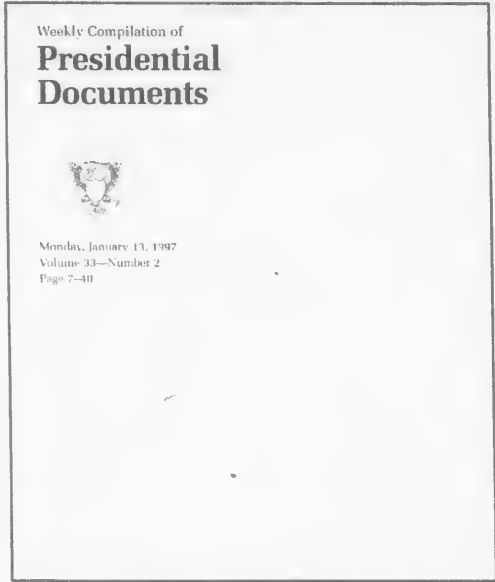 Weekly Compilation of
Presidential
Documents
Monday, January 13, 1997
Volume 33—Number 2
Page 7–40